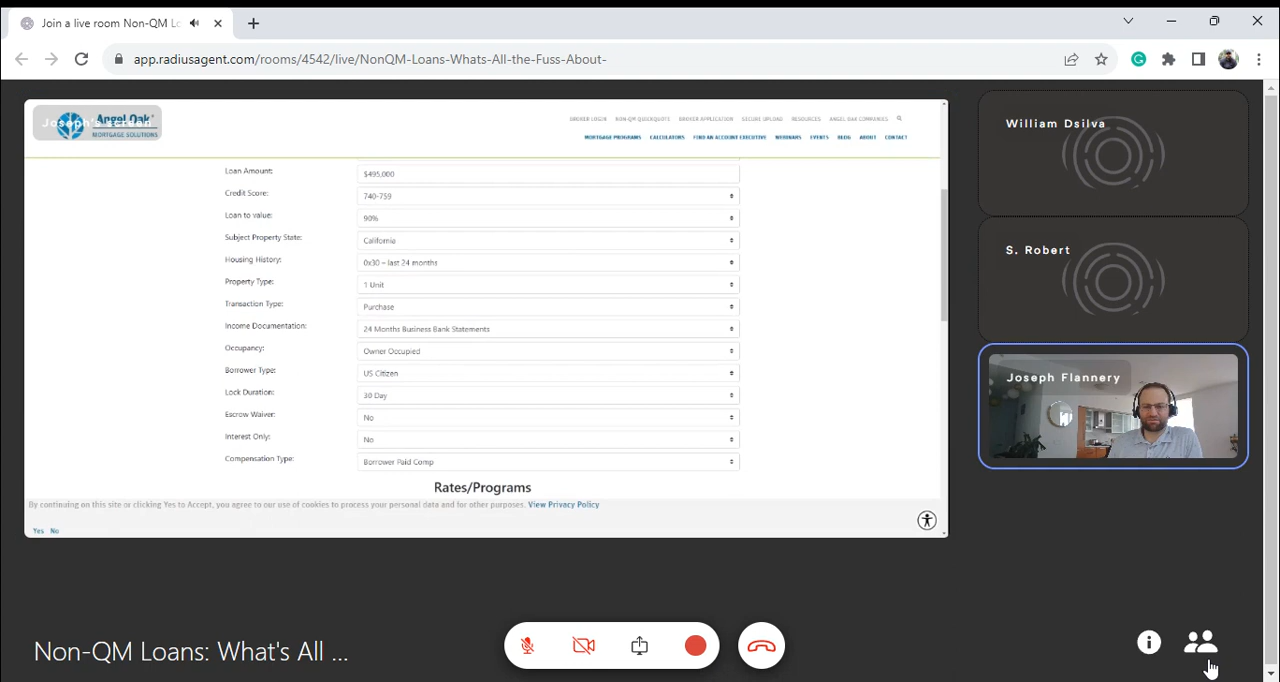 Join a live room Non-QM Lo
app.radiusagent.com/rooms/4542/live/NonQM-Loans-Whats-All-the-Fuss-About-
Joseph's screen
Angel Oak
MORTGAGE SOLUTIONS
BROKER LOGIN NON-QM QUICKQUOTE BROKER APPLICATION SECURE UPLOAD RESOURCES ANGEL OAK COMMUNITY
MORTGAGE PROGRAMS CALCULATORS FIND AN ACCOUNT EXECUTIVE WEBINARS EVENTS BLOG ABOUT CONTACT
Loan Amount: $495,000
Credit Score: 740-759
Loan to value: 90%
Subject Property State: California
Housing History: 0x30 - last 24 months
Property Type: 1 Unit
Transaction Type: Purchase
Income Documentation: 24 Months Business Bank Statements
Occupancy: Owner Occupied
Borrower Type: US Citizen
Lock Duration: 30 Day
Escrow Waiver: No
Interest Only: No
Compensation Type: Borrower Paid Comp
Rates/Programs
By continuing on this site or clicking Yes to Accept, you agree to our use of cookies to process your personal data and for other purposes. View Privacy Policy
Yes No
William Dsilva
S. Robert
Joseph Flannery
Non-QM Loans: What's All ...